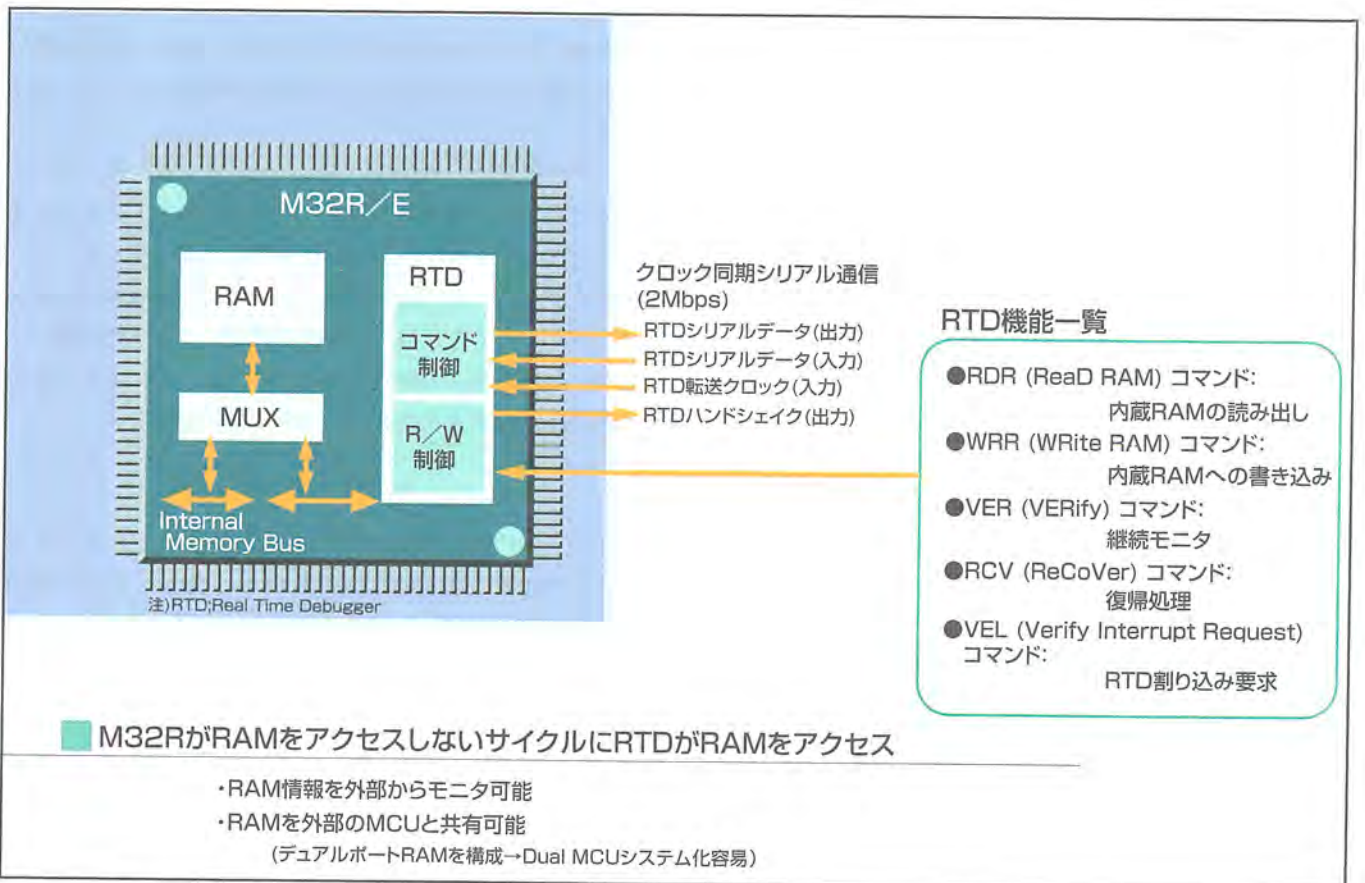 M32R／E
RAM
MUX
RTD
コマンド
制御
R／W
制御
Internal
Memory Bus
注)RTD;Real Time Debugger
クロック同期シリアル通信
(2Mbps)
RTDシリアルデータ(出力)
RTDシリアルデータ(入力)
RTD転送クロック(入力)
RTDハンドシェイク(出力)
RTD機能一覧
●RDR (ReaD RAM) コマンド:
内蔵RAMの読み出し
●WRR (WRite RAM) コマンド:
内蔵RAMへの書き込み
●VER (VERify) コマンド:
継続モニタ
●RCV (ReCoVer) コマンド:
復帰処理
●VEL (Verify Interrupt Request)
コマンド:
RTD割り込み要求
M32RがRAMをアクセスしないサイクルにRTDがRAMをアクセス
・RAM情報を外部からモニタ可能
・RAMを外部のMCUと共有可能
(デュアルポートRAMを構成→Dual MCUシステム化容易)